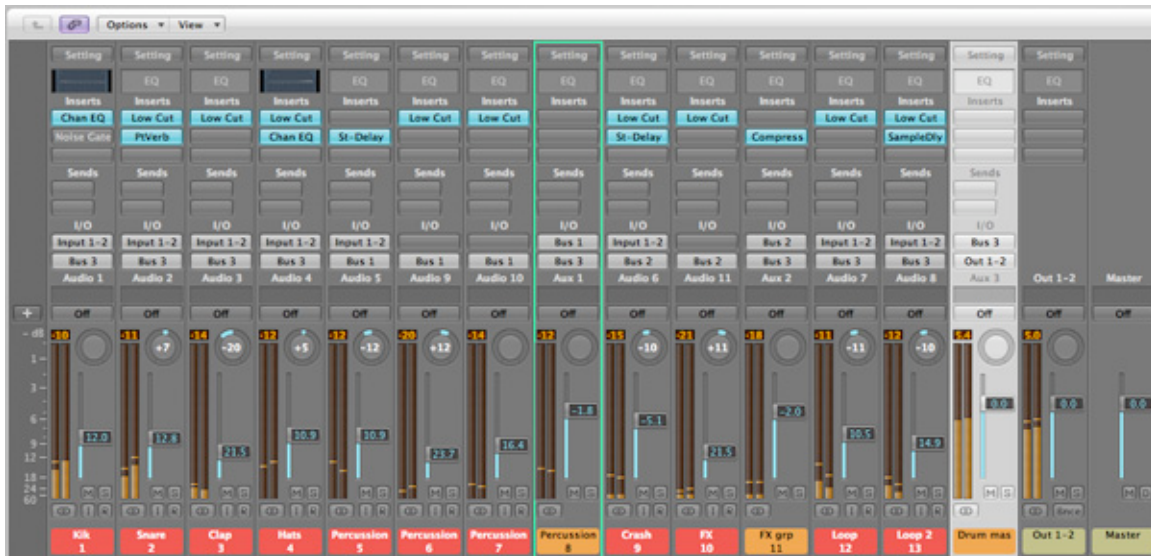 Options View
Setting Setting Setting Setting Setting Setting Setting Setting Setting Setting Setting Setting Setting Setting Setting
EQ EQ EQ EQ EQ EQ EQ EQ EQ EQ EQ EQ EQ
Inserts Inserts Inserts Inserts Inserts Inserts Inserts Inserts Inserts Inserts Inserts Inserts Inserts Inserts Inserts
Chan EQ Low Cut Low Cut Low Cut Low Cut Low Cut Low Cut Low Cut Low Cut Low Cut
Noise Gate PtVerb Chan EQ St-Delay St-Delay Compress SampleDly
Sends Sends Sends Sends Sends Sends Sends Sends Sends Sends Sends Sends Sends Sends
I/O I/O I/O I/O I/O I/O I/O I/O I/O I/O I/O I/O I/O I/O
Input 1-2 Input 1-2 Input 1-2 Input 1-2 Input 1-2 Bus 1 Input 1-2 Bus 2 Input 1-2 Input 1-2 Bus 3
Bus 3 Bus 3 Bus 3 Bus 3 Bus 1 Bus 1 Bus 1 Bus 3 Bus 2 Bus 2 Bus 3 Bus 3 Bus 3 Out 1-2
Audio 1 Audio 2 Audio 3 Audio 4 Audio 5 Audio 9 Audio 10 Aux 1 Audio 6 Audio 11 Aux 2 Audio 7 Audio 8 Aux 3 Out 1-2 Master
+ Off Off Off Off Off Off Off Off Off Off Off Off Off Off Off Off
- dB -10 -11 -14 -12 -12 -20 -14 -12 -15 -21 -18 -11 -12 5.4 5.0
+7 -20 +5 -12 +12 -10 +11 -11 -10
1
3
-1.8 -2.0 0.0 0.0 0.0
6
-5.1
9
12.0 12.8 10.9 10.9 10.5
16.4 14.9
12
21.5 23.7 21.5
18
24
60
M S M S M S M S M S M S M S M S M S M S M S M S M S M S M S M D
I R I R I R I R I R I R I R I R I R I R I R Bnce
Kik Snare Clap Hats Percussion Percussion Percussion Percussion Crash FX FX grp Loop Loop 2 Drum mas Out 1-2 Master
1 2 3 4 5 6 7 8 9 10 11 12 13